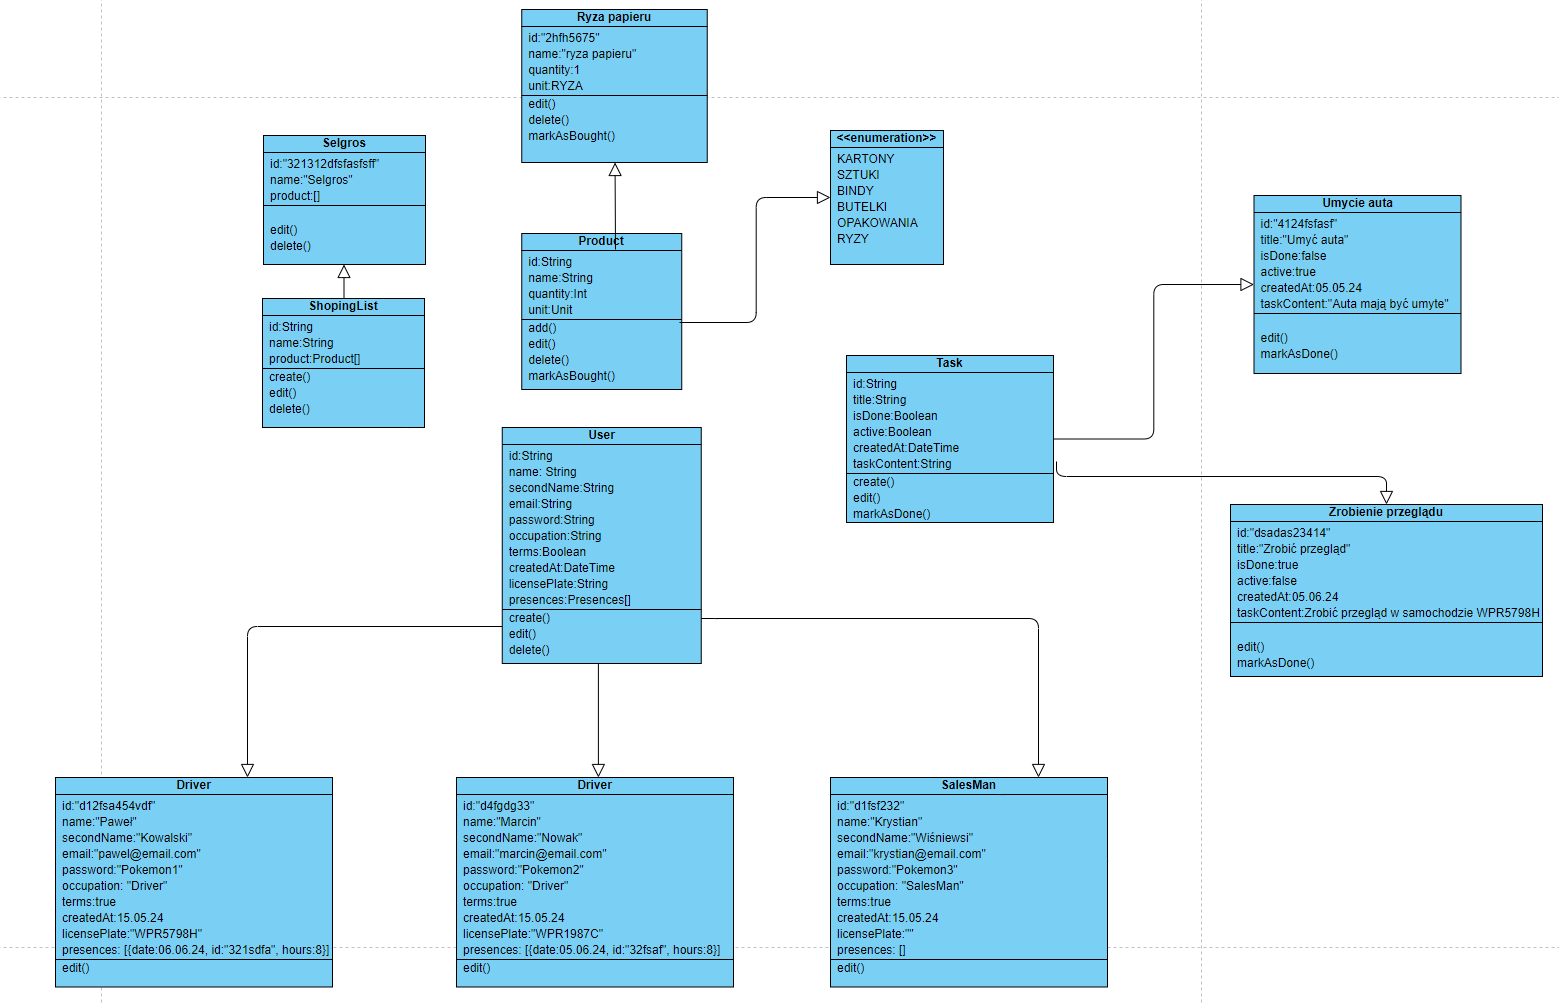 Ryza papieru
id:"2hfh5675"
name:"ryza papieru"
quantity:1
unit:RYZA
edit()
delete()
markAsBought()
Selgros
id:"321312dfsfasfsff"
name:"Selgros"
product:[]
edit()
delete()
<<enumeration>>
KARTONY
SZTUKI
BINDY
BUTELKI
OPAKOWANIA
RYZY
Umycie auta
id:"4124fsfasf"
title:"Umyć auta"
isDone:false
active:true
createdAt:05.05.24
taskContent:"Auta mają być umyte"
edit()
markAsDone()
Product
id:String
name:String
quantity:Int
unit:Unit
add()
edit()
delete()
markAsBought()
ShopingList
id:String
name:String
product:Product[]
create()
edit()
delete()
Task
id:String
title:String
isDone:Boolean
active:Boolean
createdAt:DateTime
taskContent:String
create()
edit()
markAsDone()
User
id:String
name: String
secondName:String
email:String
password:String
occupation:String
terms:Boolean
createdAt:DateTime
licensePlate:String
presences:Presences[]
create()
edit()
delete()
Zrobienie przeglądu
id:"dsadas23414"
title:"Zrobić przegląd"
isDone:true
active:false
createdAt:05.06.24
taskContent:Zrobić przegląd w samochodzie WPR5798H
edit()
markAsDone()
Driver
id:"d12fsa454vdf"
name:"Paweł"
secondName:"Kowalski"
email:"pawel@email.com"
password:"Pokemon1"
occupation: "Driver"
terms:true
createdAt:15.05.24
licensePlate:"WPR5798H"
presences: [{date:06.06.24, id:"321sdfa", hours:8}]
edit()
Driver
id:"d4fgdg33"
name:"Marcin"
secondName:"Nowak"
email:"marcin@email.com"
password:"Pokemon2"
occupation: "Driver"
terms:true
createdAt:15.05.24
licensePlate:"WPR1987C"
presences: [{date:05.06.24, id:"32fsaf", hours:8}]
edit()
SalesMan
id:"d1fsf232"
name:"Krystian"
secondName:"Wiśniewsi"
email:"krystian@email.com"
password:"Pokemon3"
occupation: "SalesMan"
terms:true
createdAt:15.05.24
licensePlate:""
presences: []
edit()